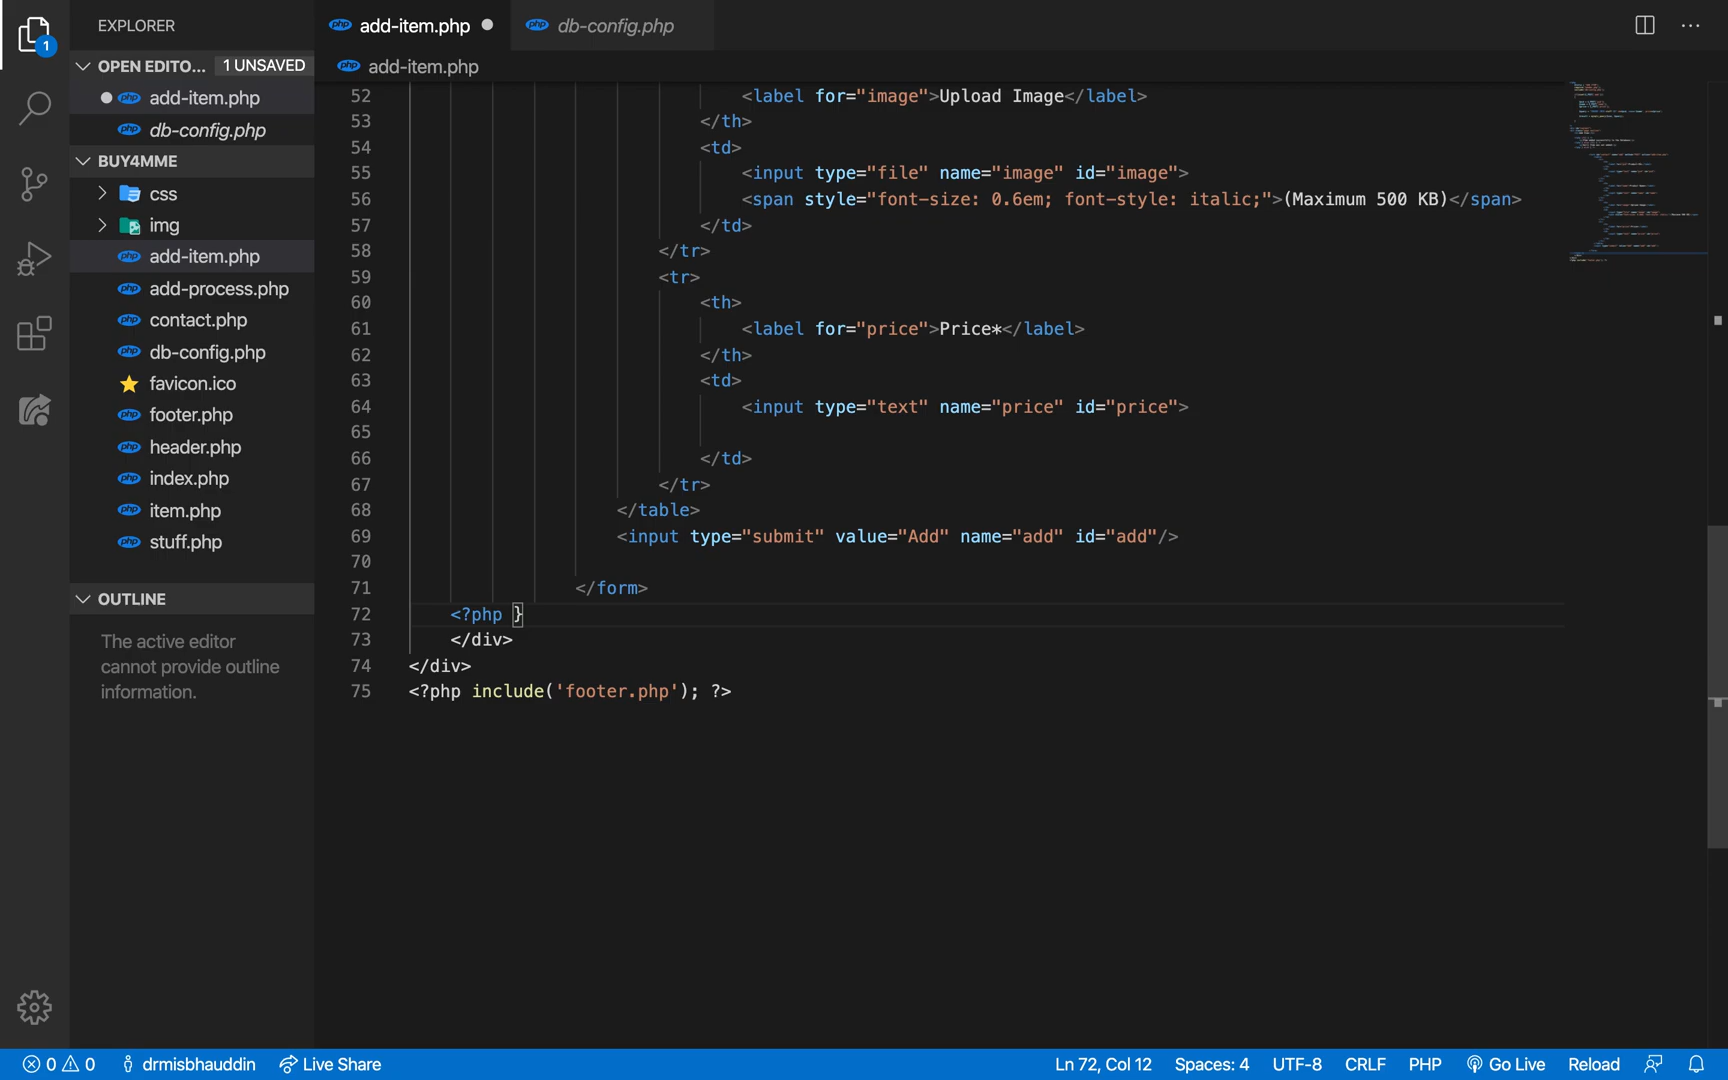 EXPLORER
add-item.php
db-config.php
OPEN EDITO... 1 UNSAVED
add-item.php
db-config.php
BUY4MME
css
img
add-item.php
add-process.php
contact.php
db-config.php
favicon.ico
footer.php
header.php
index.php
item.php
stuff.php
OUTLINE
The active editor
cannot provide outline
information.
add-item.php
52 <label for="image">Upload Image</label>
53 </th>
54 <td>
55 <input type="file" name="image" id="image">
56 <span style="font-size: 0.6em; font-style: italic;">(Maximum 500 KB)</span>
57 </td>
58 </tr>
59 <tr>
60 <th>
61 <label for="price">Price*</label>
62 </th>
63 <td>
64 <input type="text" name="price" id="price">
65
66 </td>
67 </tr>
68 </table>
69 <input type="submit" value="Add" name="add" id="add"/>
70
71 </form>
72 <?php }
73 </div>
74 </div>
75 <?php include('footer.php'); ?>
1
0 0 drmisbhauddin Live Share Ln 72, Col 12 Spaces: 4 UTF-8 CRLF PHP Go Live Reload